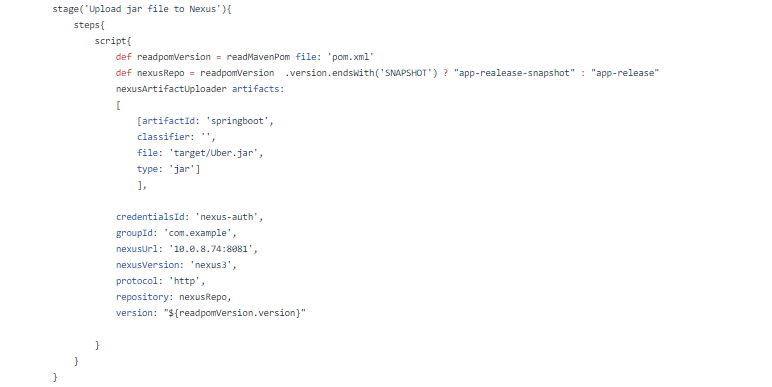 stage('Upload jar file to Nexus'){
steps{
script{
def readpomVersion = readMavenPom file: 'pom.xml'
def nexusRepo = readpomVersion .version.endsWith('SNAPSHOT') ? "app-realease-snapshot" : "app-release"
nexusArtifactUploader artifacts:
[
[artifactId: 'springboot',
classifier: '',
file: 'target/Uber.jar',
type: 'jar']
],
credentialsId: 'nexus-auth',
groupId: 'com.example',
nexusUrl: '10.0.8.74:8081',
nexusVersion: 'nexus3',
protocol: 'http',
repository: nexusRepo,
version: "${readpomVersion.version}"
}
}
}